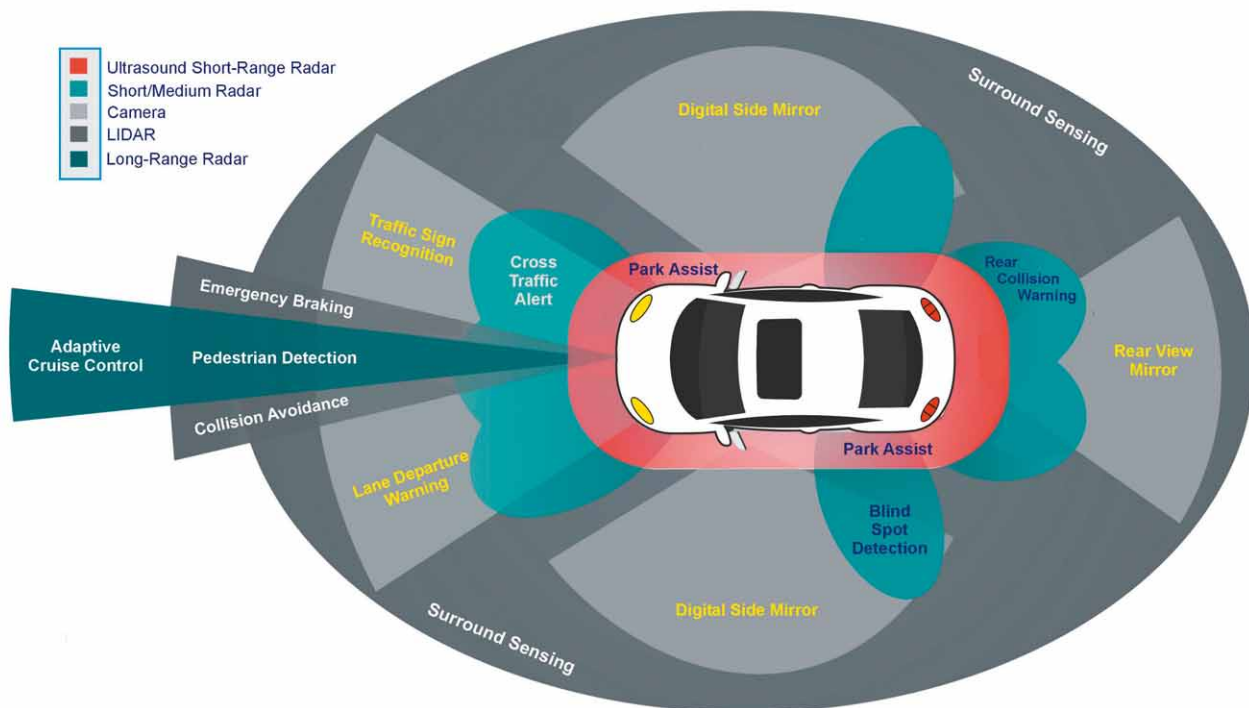 Ultrasound Short-Range Radar
Short/Medium Radar
Camera
LIDAR
Long-Range Radar
Digital Side Mirror
Surround Sensing
Traffic Sign
Recognition
Cross
Traffic
Alert
Park Assist
Rear
Collision
Warning
Emergency Braking
Adaptive
Cruise Control
Pedestrian Detection
Rear View
Mirror
Collision Avoidance
Lane Departure
Warning
Park Assist
Blind
Spot
Detection
Digital Side Mirror
Surround Sensing